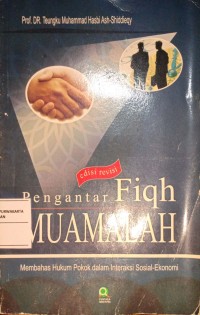 Prof. DR. Teungku Muhammad Hasbi Ash-Shiddieqy
edisi revisi
Pengantar Fiqh
MUAMALAH
PURWAKARTA
Membahas Hukum Pokok dalam Interaksi Sosial-Ekonomi